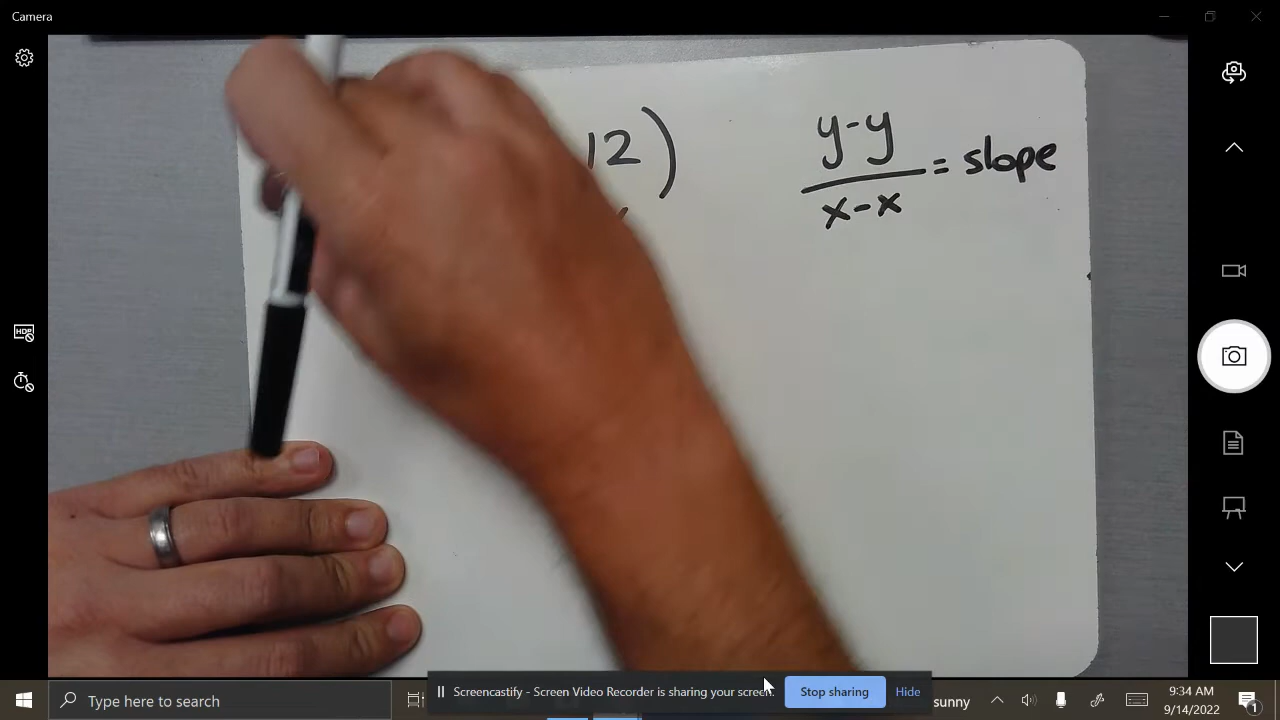 Camera
12)
y-y
x-x
= slope
Screencastify - Screen Video Recorder is sharing your screen.
Stop sharing
Hide
Type here to search
sunny
9:34 AM
9/14/2022
1